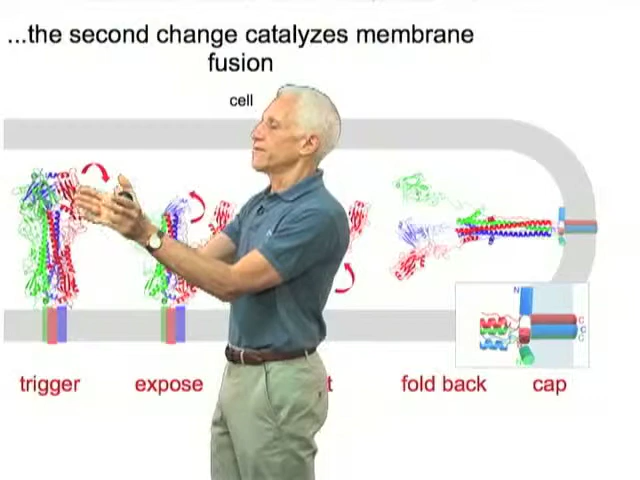 ...the second change catalyzes membrane
fusion
cell
N
C
C
C
N
trigger
expose
t
fold back
cap